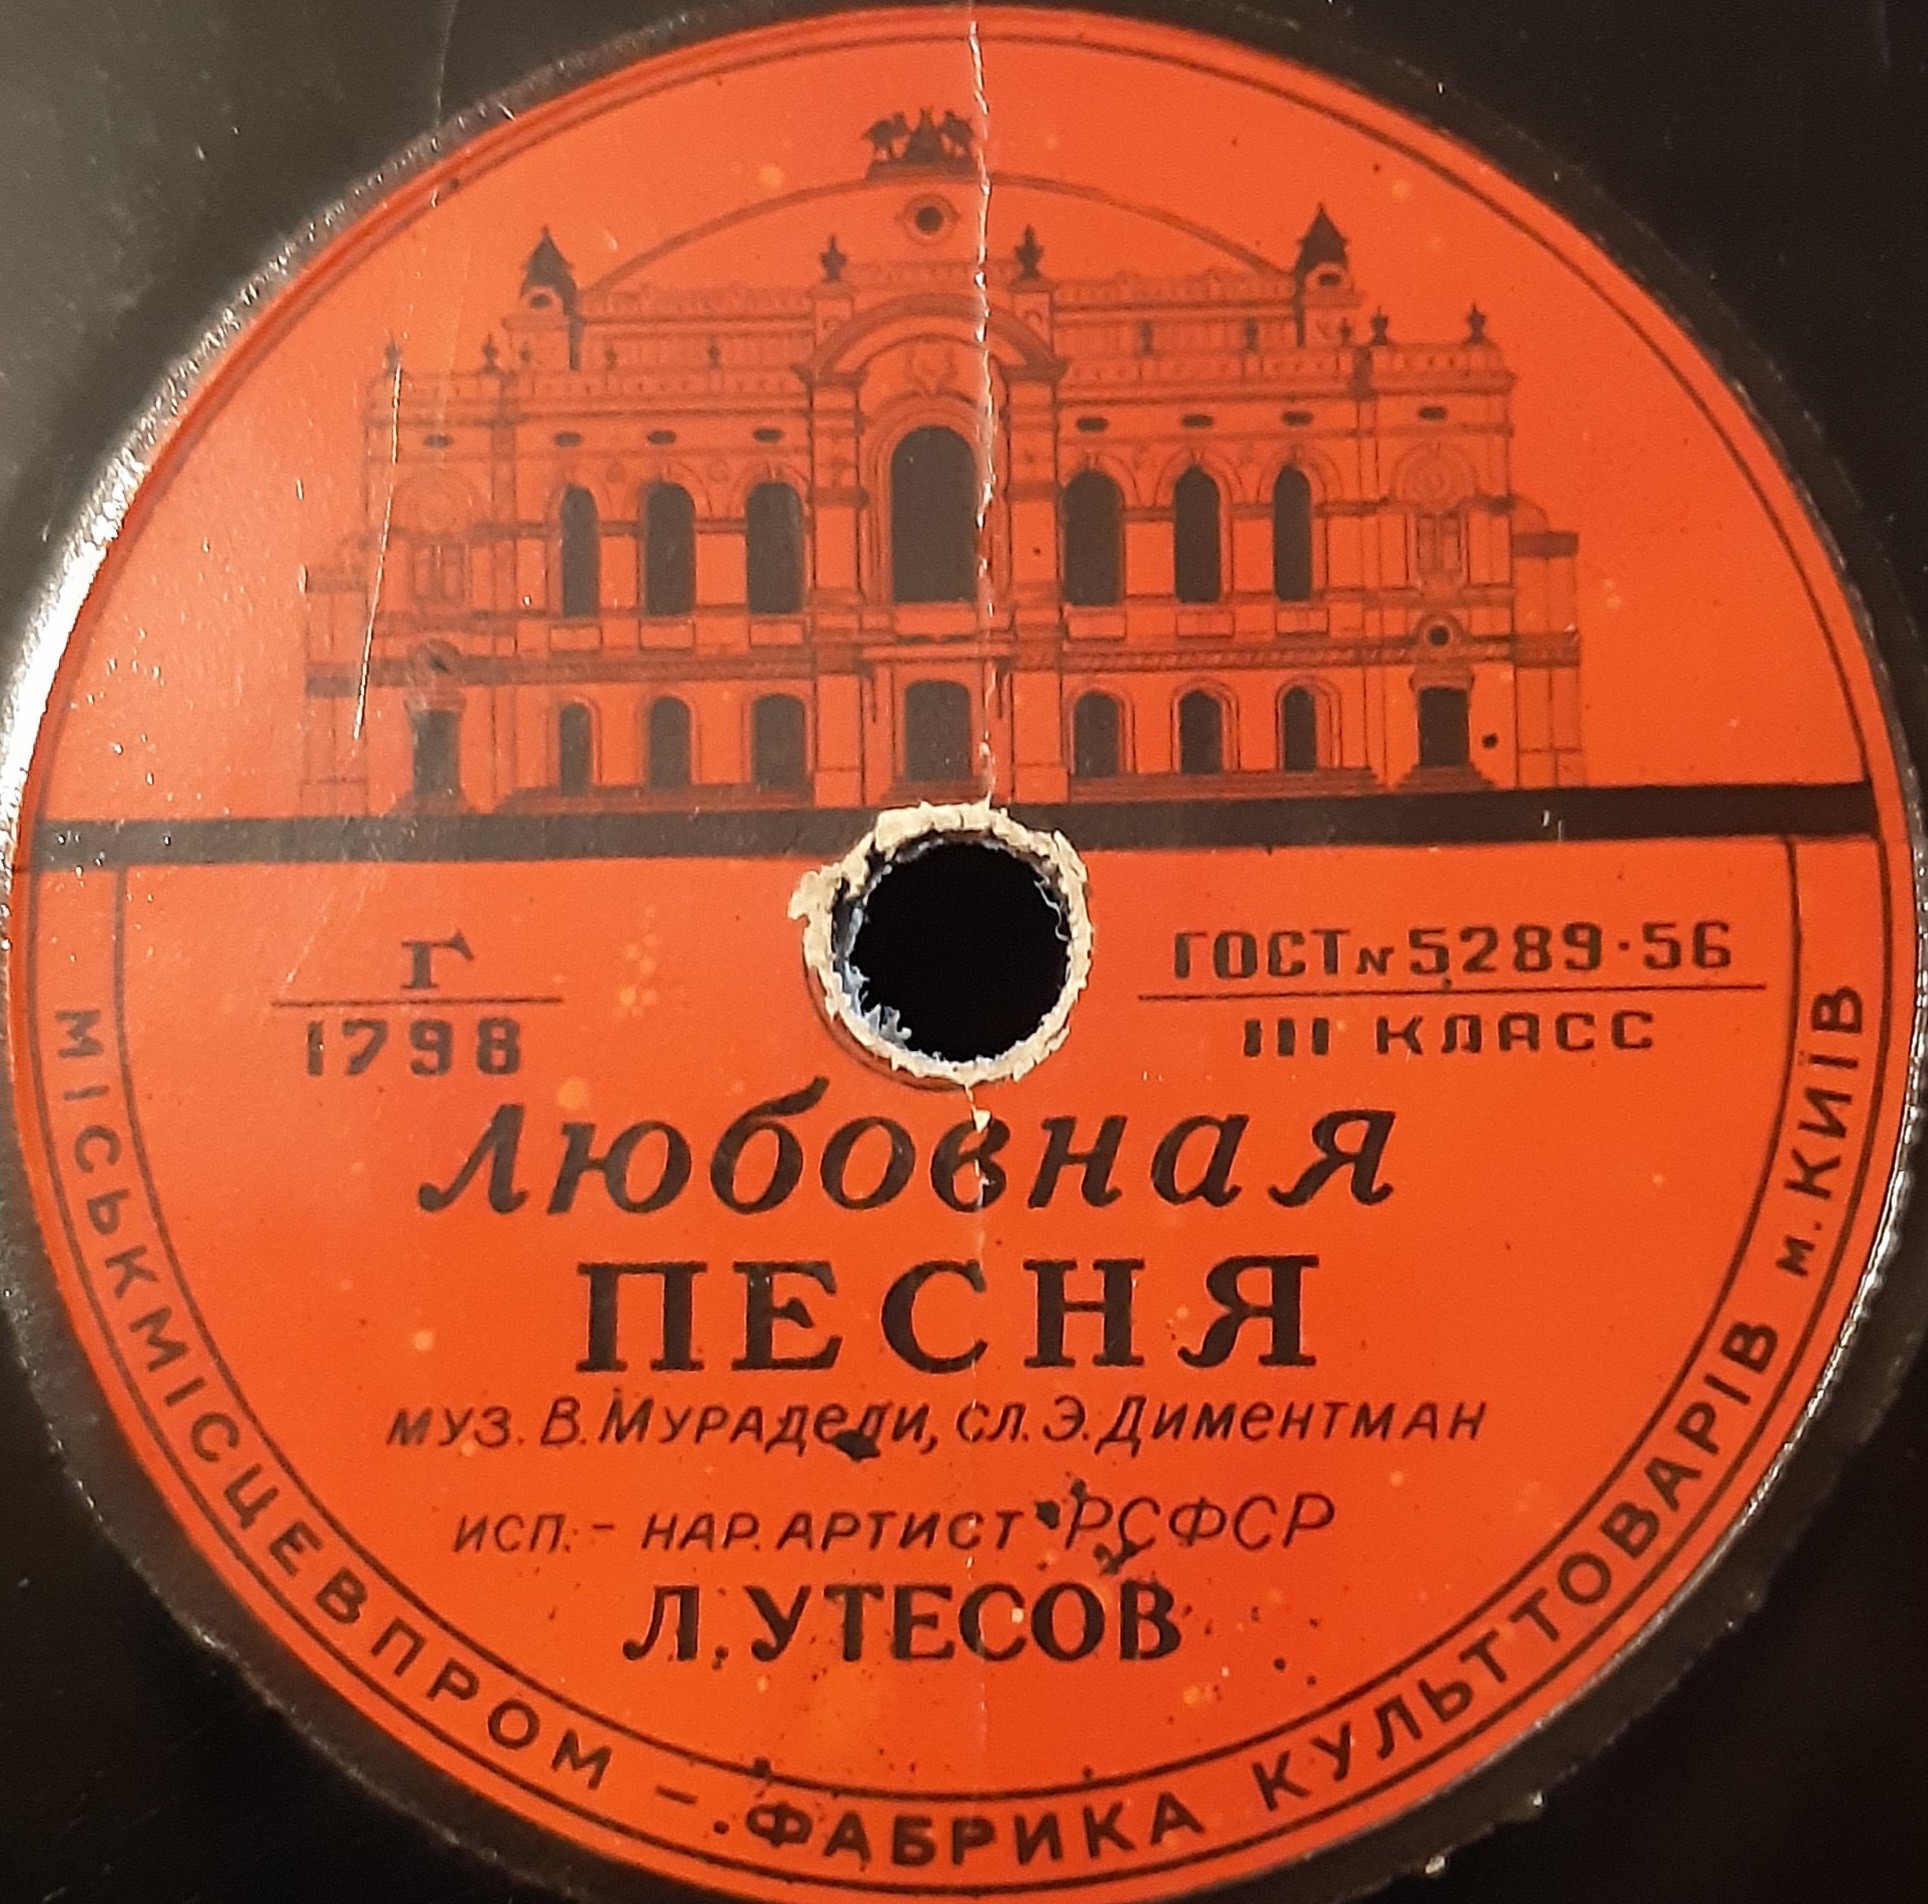 Г
1798
ГОСТ№5289·56
III КЛАСС
Любовная
ПЕСНЯ
муз. В. Мурадели, сл. Э. Диментман
исп.- нар. артист РСФСР
Л. УТЕСОВ
МІСЬКМІСЦЕВПРОМ - ФАБРИКА КУЛЬТТОВАРІВ м. КИЇВ